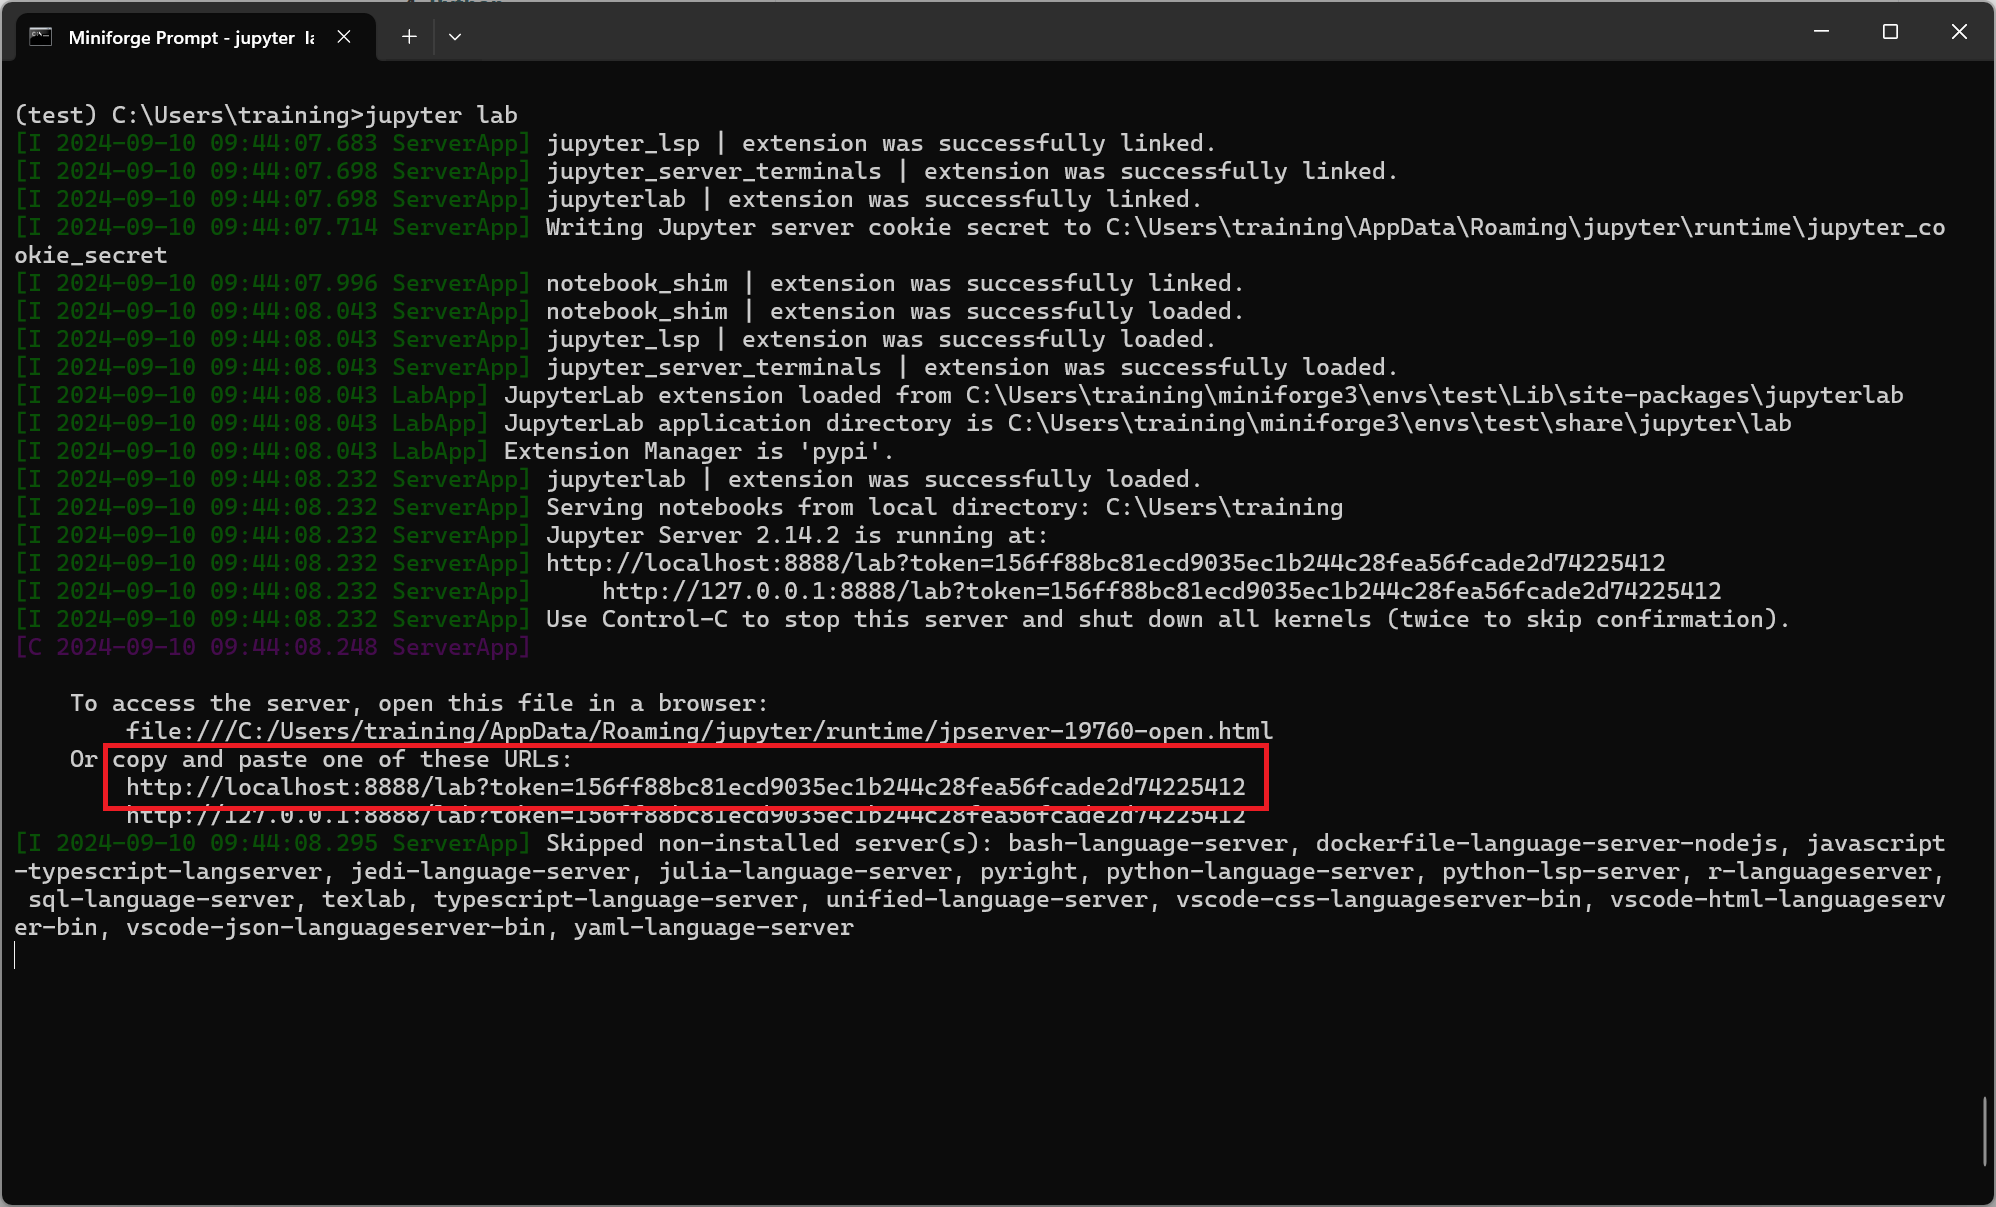 Miniforge Prompt - jupyter la
(test) C:\Users\training>jupyter lab
[I 2024-09-10 09:44:07.683 ServerApp] jupyter_lsp | extension was successfully linked.
[I 2024-09-10 09:44:07.698 ServerApp] jupyter_server_terminals | extension was successfully linked.
[I 2024-09-10 09:44:07.698 ServerApp] jupyterlab | extension was successfully linked.
[I 2024-09-10 09:44:07.714 ServerApp] Writing Jupyter server cookie secret to C:\Users\training\AppData\Roaming\jupyter\runtime\jupyter_co
okie_secret
[I 2024-09-10 09:44:07.996 ServerApp] notebook_shim | extension was successfully linked.
[I 2024-09-10 09:44:08.043 ServerApp] notebook_shim | extension was successfully loaded.
[I 2024-09-10 09:44:08.043 ServerApp] jupyter_lsp | extension was successfully loaded.
[I 2024-09-10 09:44:08.043 ServerApp] jupyter_server_terminals | extension was successfully loaded.
[I 2024-09-10 09:44:08.043 LabApp] JupyterLab extension loaded from C:\Users\training\miniforge3\envs\test\Lib\site-packages\jupyterlab
[I 2024-09-10 09:44:08.043 LabApp] JupyterLab application directory is C:\Users\training\miniforge3\envs\test\share\jupyter\lab
[I 2024-09-10 09:44:08.043 LabApp] Extension Manager is 'pypi'.
[I 2024-09-10 09:44:08.232 ServerApp] jupyterlab | extension was successfully loaded.
[I 2024-09-10 09:44:08.232 ServerApp] Serving notebooks from local directory: C:\Users\training
[I 2024-09-10 09:44:08.232 ServerApp] Jupyter Server 2.14.2 is running at:
[I 2024-09-10 09:44:08.232 ServerApp] http://localhost:8888/lab?token=156ff88bc81ecd9035ec1b244c28fea56fcade2d74225412
[I 2024-09-10 09:44:08.232 ServerApp]     http://127.0.0.1:8888/lab?token=156ff88bc81ecd9035ec1b244c28fea56fcade2d74225412
[I 2024-09-10 09:44:08.232 ServerApp] Use Control-C to stop this server and shut down all kernels (twice to skip confirmation).
[C 2024-09-10 09:44:08.248 ServerApp]
To access the server, open this file in a browser:
file:///C:/Users/training/AppData/Roaming/jupyter/runtime/jpserver-19760-open.html
Or copy and paste one of these URLs:
http://localhost:8888/lab?token=156ff88bc81ecd9035ec1b244c28fea56fcade2d74225412
http://127.0.0.1:8888/lab?token=156ff88bc81ecd9035ec1b244c28fea56fcade2d74225412
[I 2024-09-10 09:44:08.295 ServerApp] Skipped non-installed server(s): bash-language-server, dockerfile-language-server-nodejs, javascript
-typescript-langserver, jedi-language-server, julia-language-server, pyright, python-language-server, python-lsp-server, r-languageserver,
sql-language-server, texlab, typescript-language-server, unified-language-server, vscode-css-languageserver-bin, vscode-html-languageserv
er-bin, vscode-json-languageserver-bin, yaml-language-server